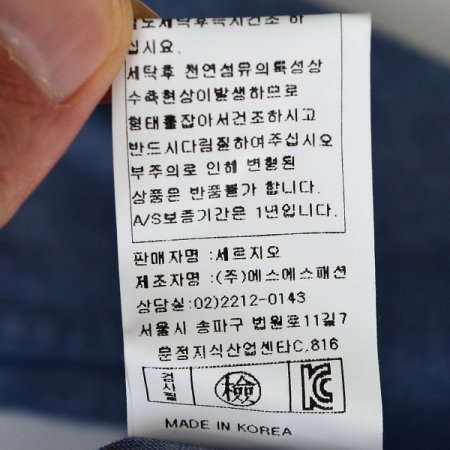 십시요.
세탁후 천연섬유의특성상
수축현상이발생하므로
형태를잡아서건조하시고
반드시다림질하여주십시오
부주의로 인해 변형된
상품은 반품불가 합니다.
A/S보증기간은 1년입니다.
판매자명 :세르지오
제조자명 :(주)에스에스패션
상담실:02)2212-0143
서울시 송파구 법원로11길7
문정지식산업센타C.816
검사필 檢 KC
MADE IN KOREA